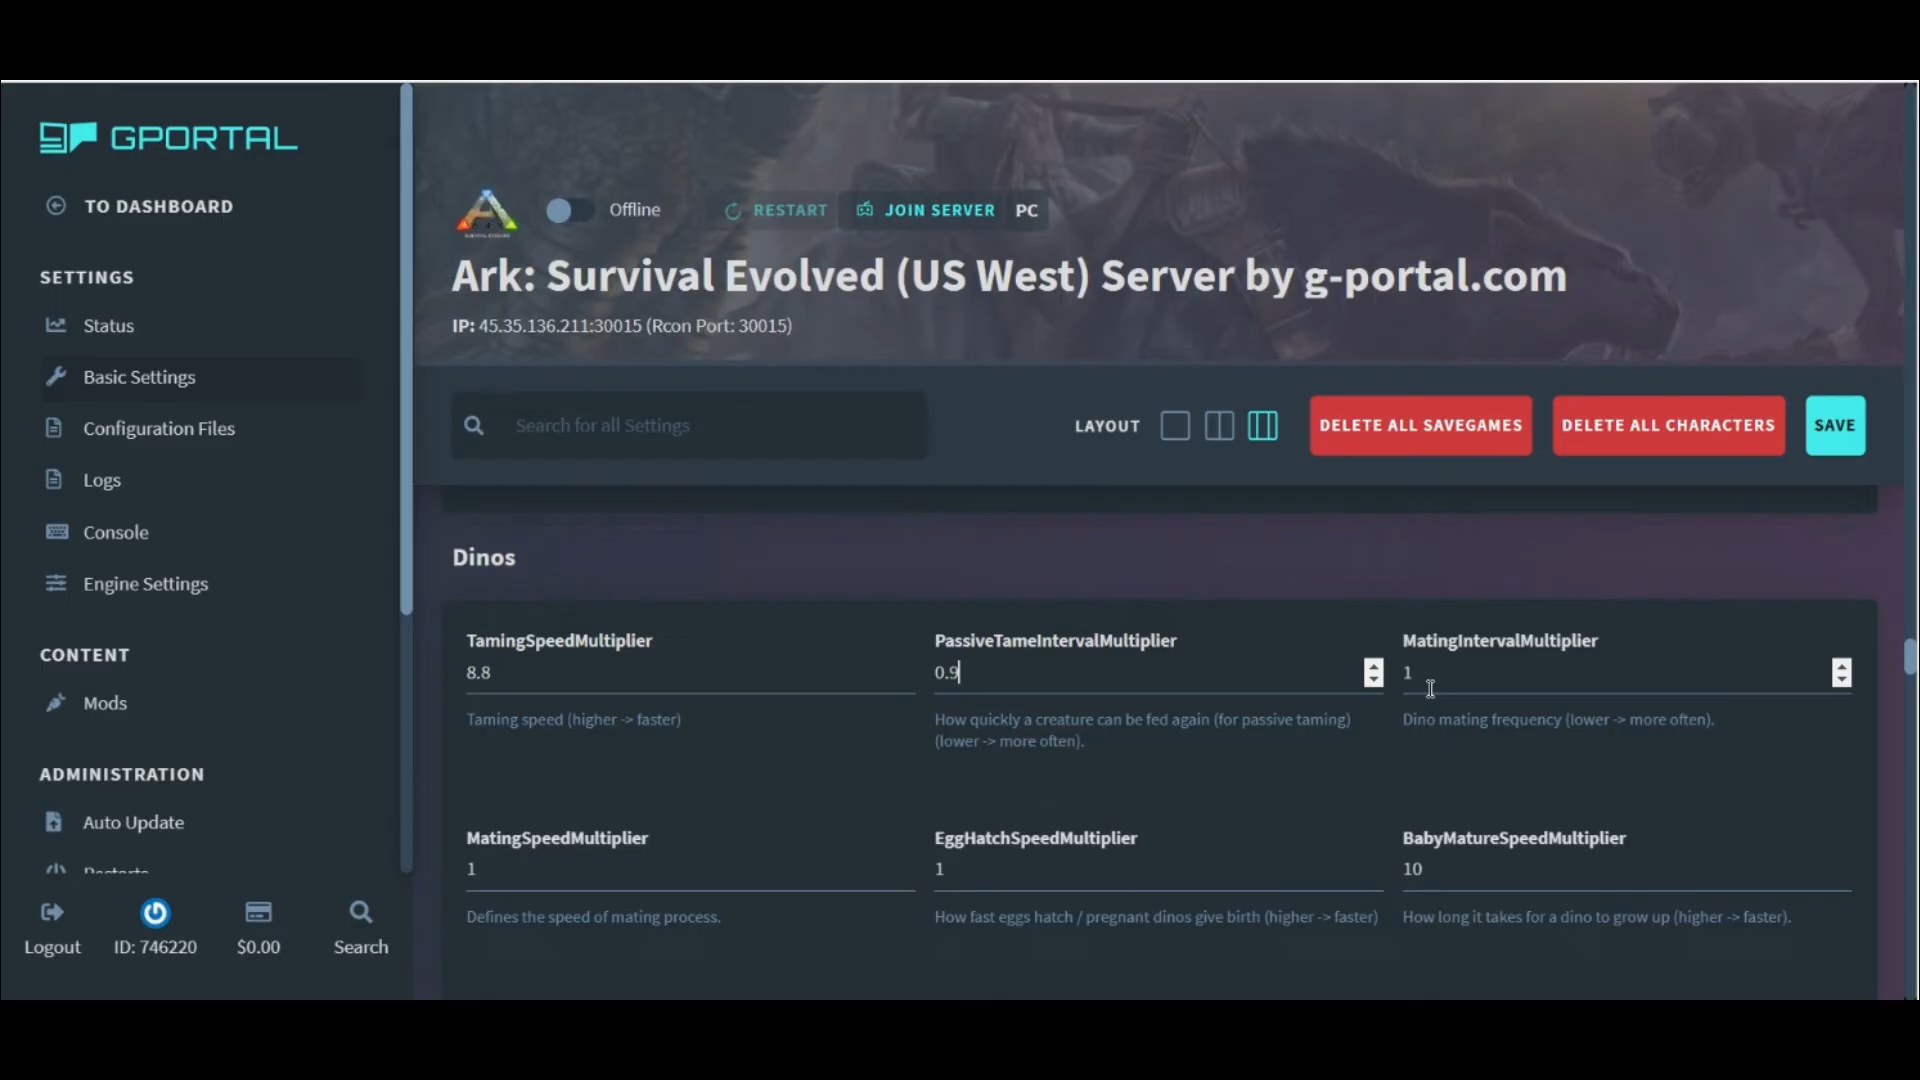 GPORTAL
TO DASHBOARD
SETTINGS
Status
Basic Settings
Configuration Files
Logs
Console
Engine Settings
CONTENT
Mods
ADMINISTRATION
Auto Update
Restarts
Logout
ID: 746220
$0.00
Search
Offline
RESTART
JOIN SERVER
PC
Ark: Survival Evolved (US West) Server by g-portal.com
IP: 45.35.136.211:30015 (Rcon Port: 30015)
Search for all Settings
LAYOUT
DELETE ALL SAVEGAMES
DELETE ALL CHARACTERS
SAVE
Dinos
TamingSpeedMultiplier
8.8
Taming speed (higher -> faster)
PassiveTameIntervalMultiplier
0.9
How quickly a creature can be fed again (for passive taming)
(lower -> more often).
MatingIntervalMultiplier
1
Dino mating frequency (lower -> more often).
MatingSpeedMultiplier
1
Defines the speed of mating process.
EggHatchSpeedMultiplier
1
How fast eggs hatch / pregnant dinos give birth (higher -> faster)
BabyMatureSpeedMultiplier
10
How long it takes for a dino to grow up (higher -> faster).